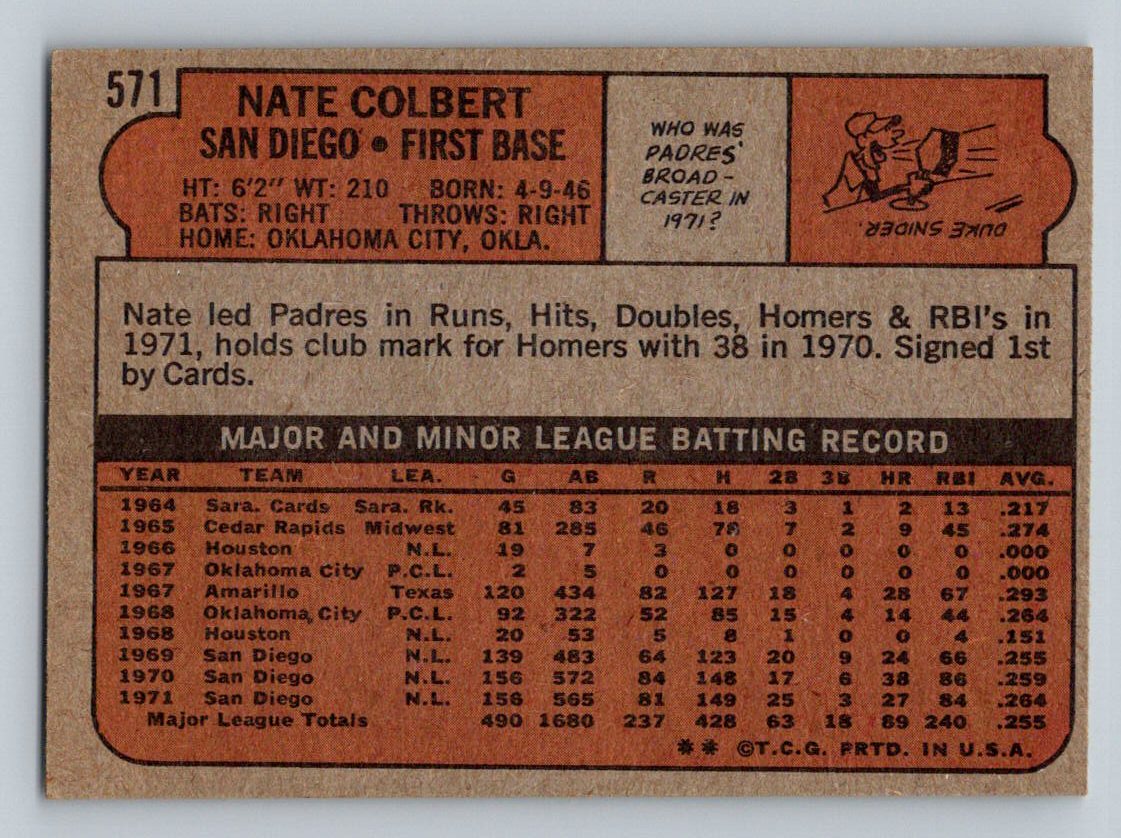 571
NATE COLBERT
SAN DIEGO • FIRST BASE
HT: 6'2" WT: 210 BORN: 4-9-46
BATS: RIGHT THROWS: RIGHT
HOME: OKLAHOMA CITY, OKLA.
WHO WAS
PADRES'
BROAD-
CASTER IN
1971?
DUKE SNIDER.
Nate led Padres in Runs, Hits, Doubles, Homers & RBI's in
1971, holds club mark for Homers with 38 in 1970. Signed 1st
by Cards.
MAJOR AND MINOR LEAGUE BATTING RECORD
YEAR TEAM LEA. G AB R H 2B 3B HR RBI AVG.
1964 Sara. Cards Sara. Rk. 45 83 20 18 3 1 2 13 .217
1965 Cedar Rapids Midwest 81 285 46 78 7 2 9 45 .274
1966 Houston N.L. 19 7 3 0 0 0 0 0 .000
1967 Oklahoma City P.C.L. 2 5 0 0 0 0 0 0 .000
1967 Amarillo Texas 120 434 82 127 18 4 28 67 .293
1968 Oklahoma City P.C.L. 92 322 52 85 15 4 14 44 .264
1968 Houston N.L. 20 53 5 8 1 0 0 4 .151
1969 San Diego N.L. 139 483 64 123 20 9 24 66 .255
1970 San Diego N.L. 156 572 84 148 17 6 38 86 .259
1971 San Diego N.L. 156 565 81 149 25 3 27 84 .264
Major League Totals 490 1680 237 428 63 18 89 240 .255
** ©T.C.G. PRTD. IN U.S.A.